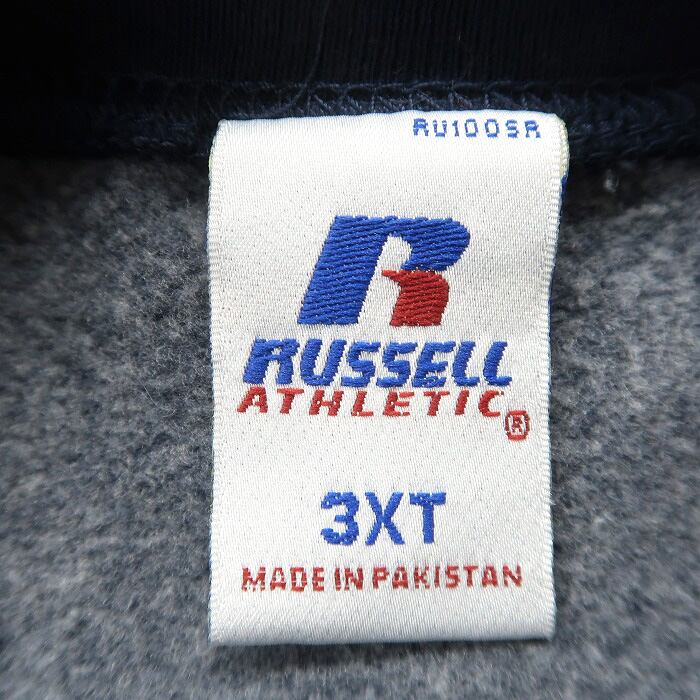 RU100SR
R
RUSSELL
ATHLETIC®
3XT
MADE IN PAKISTAN